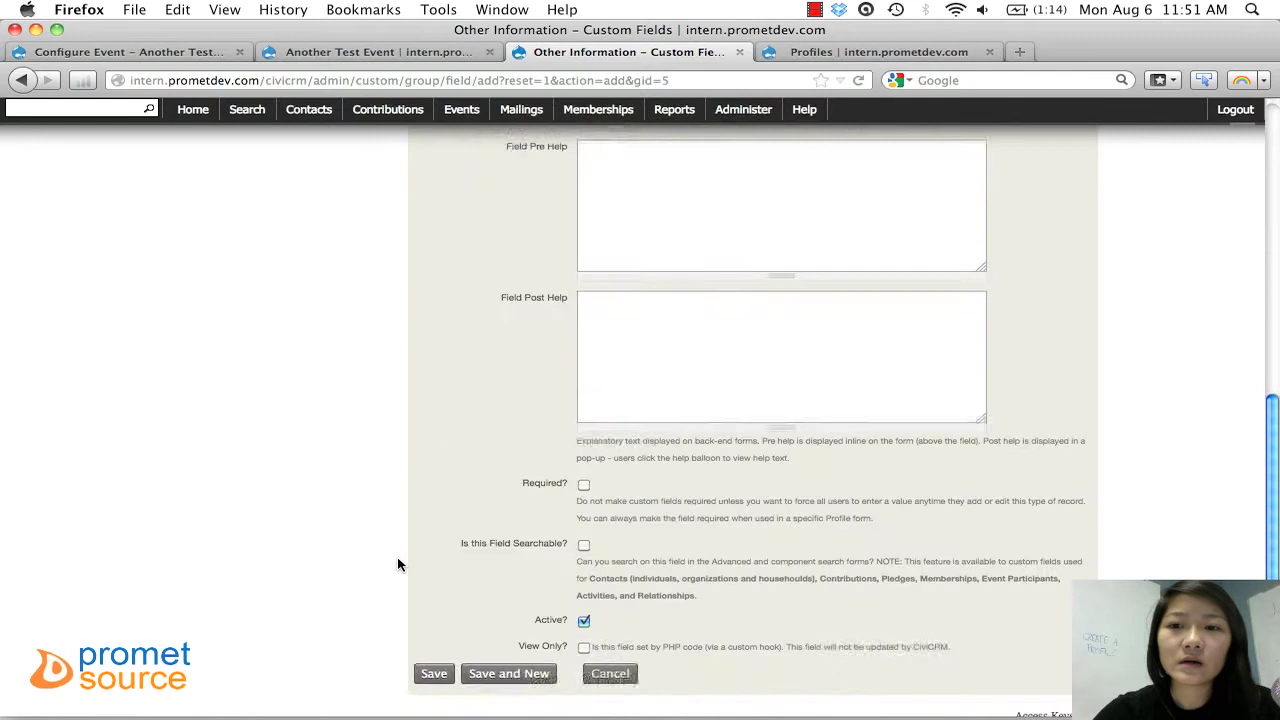 Firefox File Edit View History Bookmarks Tools Window Help (1:14) Mon Aug 6 11:51 AM
Other Information – Custom Fields | intern.prometdev.com
Configure Event – Another Test... Another Test Event | intern.pro... Other Information – Custom Fie... Profiles | intern.prometdev.com
intern.prometdev.com/civicrm/admin/custom/group/field/add?reset=1&action=add&gid=5 Google
Home Search Contacts Contributions Events Mailings Memberships Reports Administer Help Logout
Field Pre Help
Field Post Help
Explanatory text displayed on back-end forms. Pre help is displayed inline on the form (above the field). Post help is displayed in a
pop-up - users click the help balloon to view help text.
Required?
Do not make custom fields required unless you want to force all users to enter a value anytime they add or edit this type of record.
You can always make the field required when used in a specific Profile form.
Is this Field Searchable?
Can you search on this field in the Advanced and component search forms? NOTE: This feature is available to custom fields used
for Contacts (individuals, organizations and househoulds), Contributions, Pledges, Memberships, Event Participants,
Activities, and Relationships.
Active?
View Only? Is this field set by PHP code (via a custom hook). This field will not be updated by CiviCRM.
Save Save and New Cancel
promet
source
CREATE A
PROFILE
Access Key